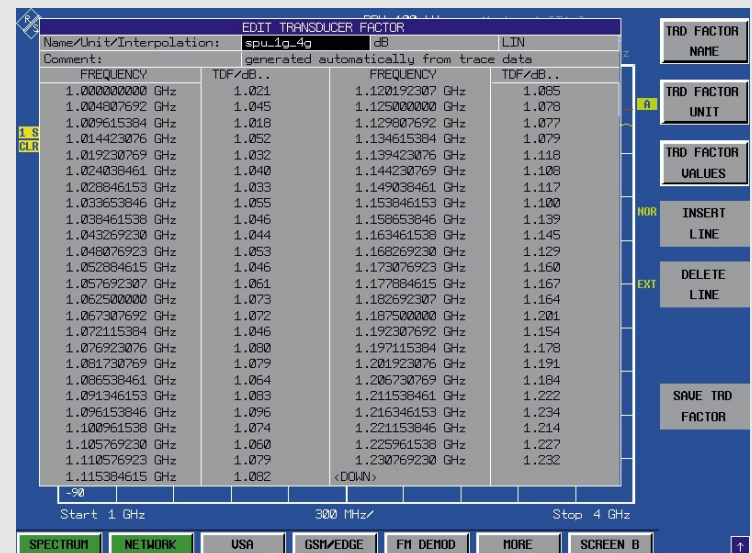 EDIT TRANSDUCER FACTOR
Name/Unit/Interpolation: spu_1g_4g dB LIN
Comment: generated automatically from trace data
FREQUENCY TDF/dB.. FREQUENCY TDF/dB..
1.000000000 GHz 1.021 1.120192307 GHz 1.085
1.004807692 GHz 1.045 1.125000000 GHz 1.078
1.009615384 GHz 1.018 1.129807692 GHz 1.077
1.014423076 GHz 1.052 1.134615384 GHz 1.079
1.019230769 GHz 1.032 1.139423076 GHz 1.118
1.024038461 GHz 1.040 1.144230769 GHz 1.108
1.028846153 GHz 1.033 1.149038461 GHz 1.117
1.033653846 GHz 1.055 1.153846153 GHz 1.100
1.038461538 GHz 1.046 1.158653846 GHz 1.139
1.043269230 GHz 1.044 1.163461538 GHz 1.145
1.048076923 GHz 1.053 1.168269230 GHz 1.129
1.052884615 GHz 1.046 1.173076923 GHz 1.160
1.057692307 GHz 1.061 1.177884615 GHz 1.167
1.062500000 GHz 1.073 1.182692307 GHz 1.164
1.067307692 GHz 1.072 1.187500000 GHz 1.201
1.072115384 GHz 1.046 1.192307692 GHz 1.154
1.076923076 GHz 1.080 1.197115384 GHz 1.178
1.081730769 GHz 1.079 1.201923076 GHz 1.191
1.086538461 GHz 1.064 1.206730769 GHz 1.184
1.091346153 GHz 1.083 1.211538461 GHz 1.222
1.096153846 GHz 1.096 1.216346153 GHz 1.234
1.100961538 GHz 1.074 1.221153846 GHz 1.214
1.105769230 GHz 1.060 1.225961538 GHz 1.227
1.110576923 GHz 1.079 1.230769230 GHz 1.232
1.115384615 GHz 1.082 <DOWN>
-90
Start 1 GHz 300 MHz/ Stop 4 GHz
1 S
CLR
A
NOR
EXT
TRD FACTOR
NAME
TRD FACTOR
UNIT
TRD FACTOR
VALUES
INSERT
LINE
DELETE
LINE
SAVE TRD
FACTOR
SPECTRUM NETWORK VSA GSM/EDGE FM DEMOD MORE SCREEN B